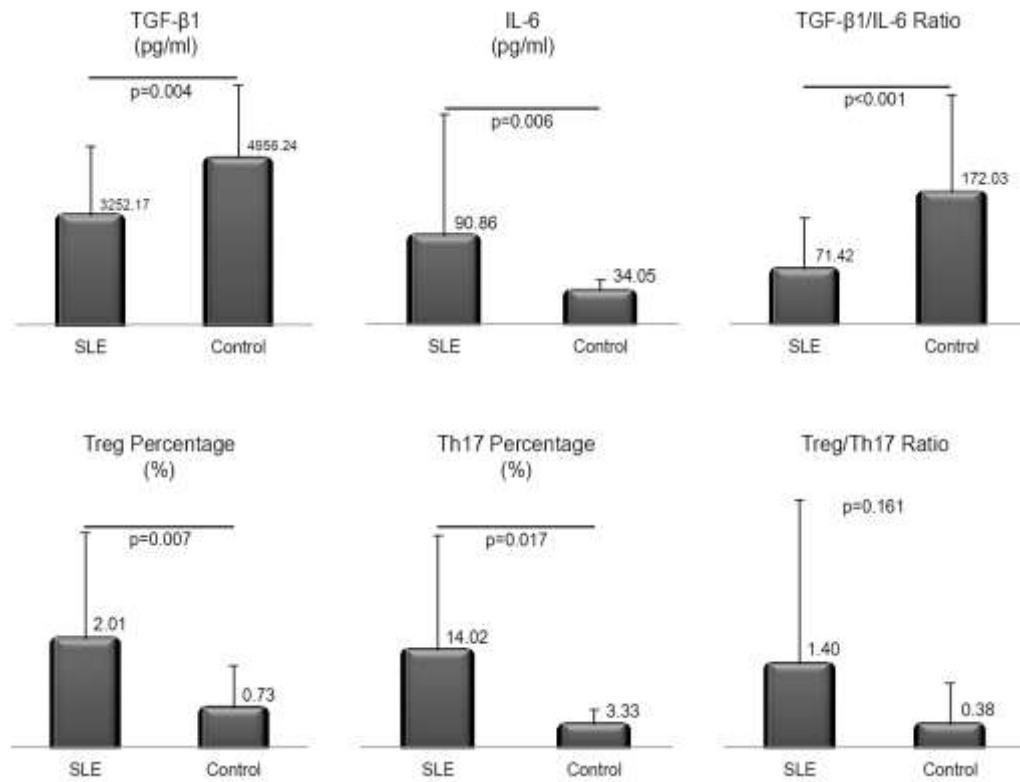 TGF-β1
(pg/ml)
p=0.004
3252.17
4956.24
SLE
Control
IL-6
(pg/ml)
p=0.006
90.86
34.05
SLE
Control
TGF-β1/IL-6 Ratio
p<0.001
71.42
172.03
SLE
Control
Treg Percentage
(%)
p=0.007
2.01
0.73
SLE
Control
Th17 Percentage
(%)
p=0.017
14.02
3.33
SLE
Control
Treg/Th17 Ratio
p=0.161
1.40
0.38
SLE
Control